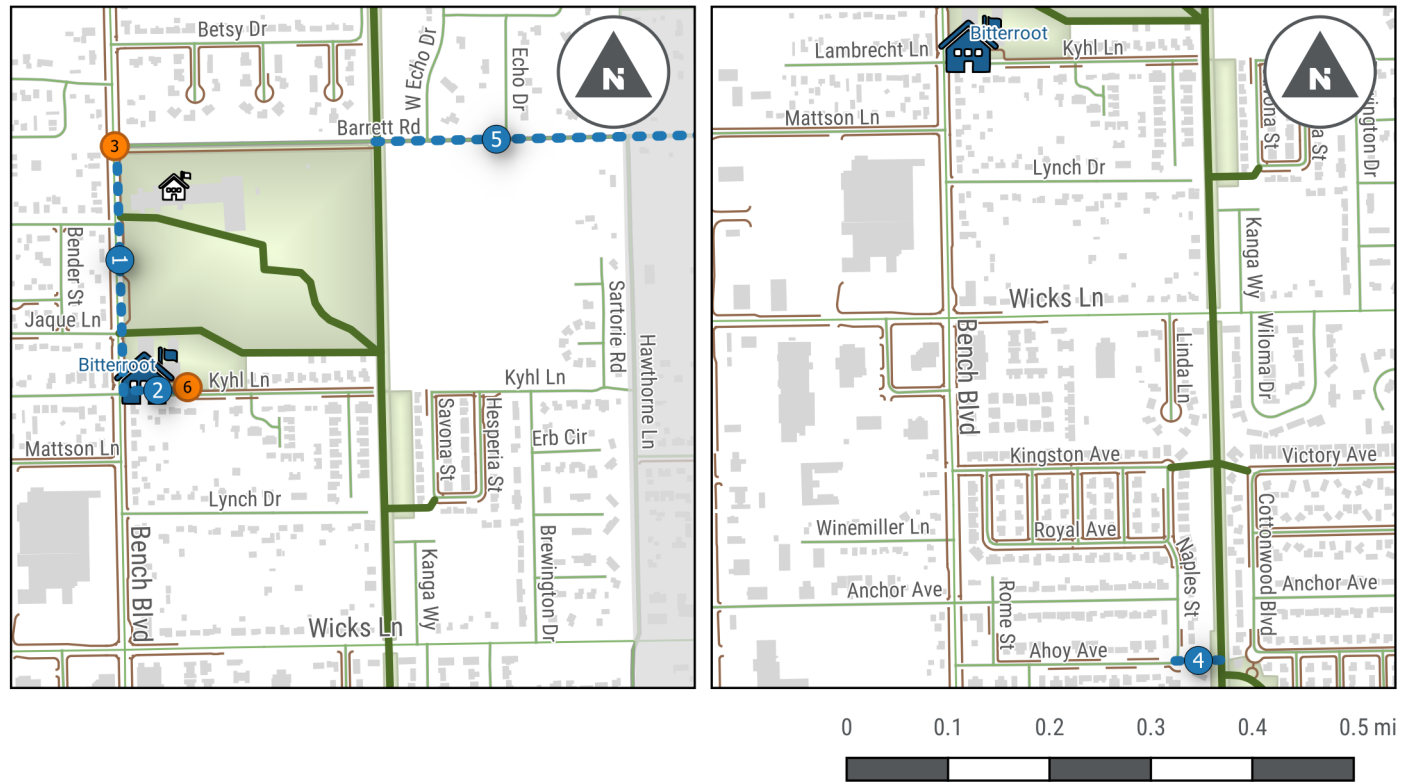 Betsy Dr
W Echo Dr
Echo Dr
N
Barrett Rd
3
5
1
Bender St
Jaque Ln
Sartorie Rd
Hawthorne Ln
Bitterroot
2
6
Kyhl Ln
Kyhl Ln
Savona St
Hesperia St
Erb Cir
Mattson Ln
Lynch Dr
Bench Blvd
Kanga Wy
Brewington Dr
Wicks Ln
Bitterroot
Lambrecht Ln
Kyhl Ln
N
Mattson Ln
Lynch Dr
Kanga Wy
Wicks Ln
Bench Blvd
Linda Ln
Wiloma Dr
Kingston Ave
Victory Ave
Winemiller Ln
Royal Ave
Naples St
Cottonwood Blvd
Anchor Ave
Anchor Ave
Rome St
Ahoy Ave
4
0 0.1 0.2 0.3 0.4 0.5 mi